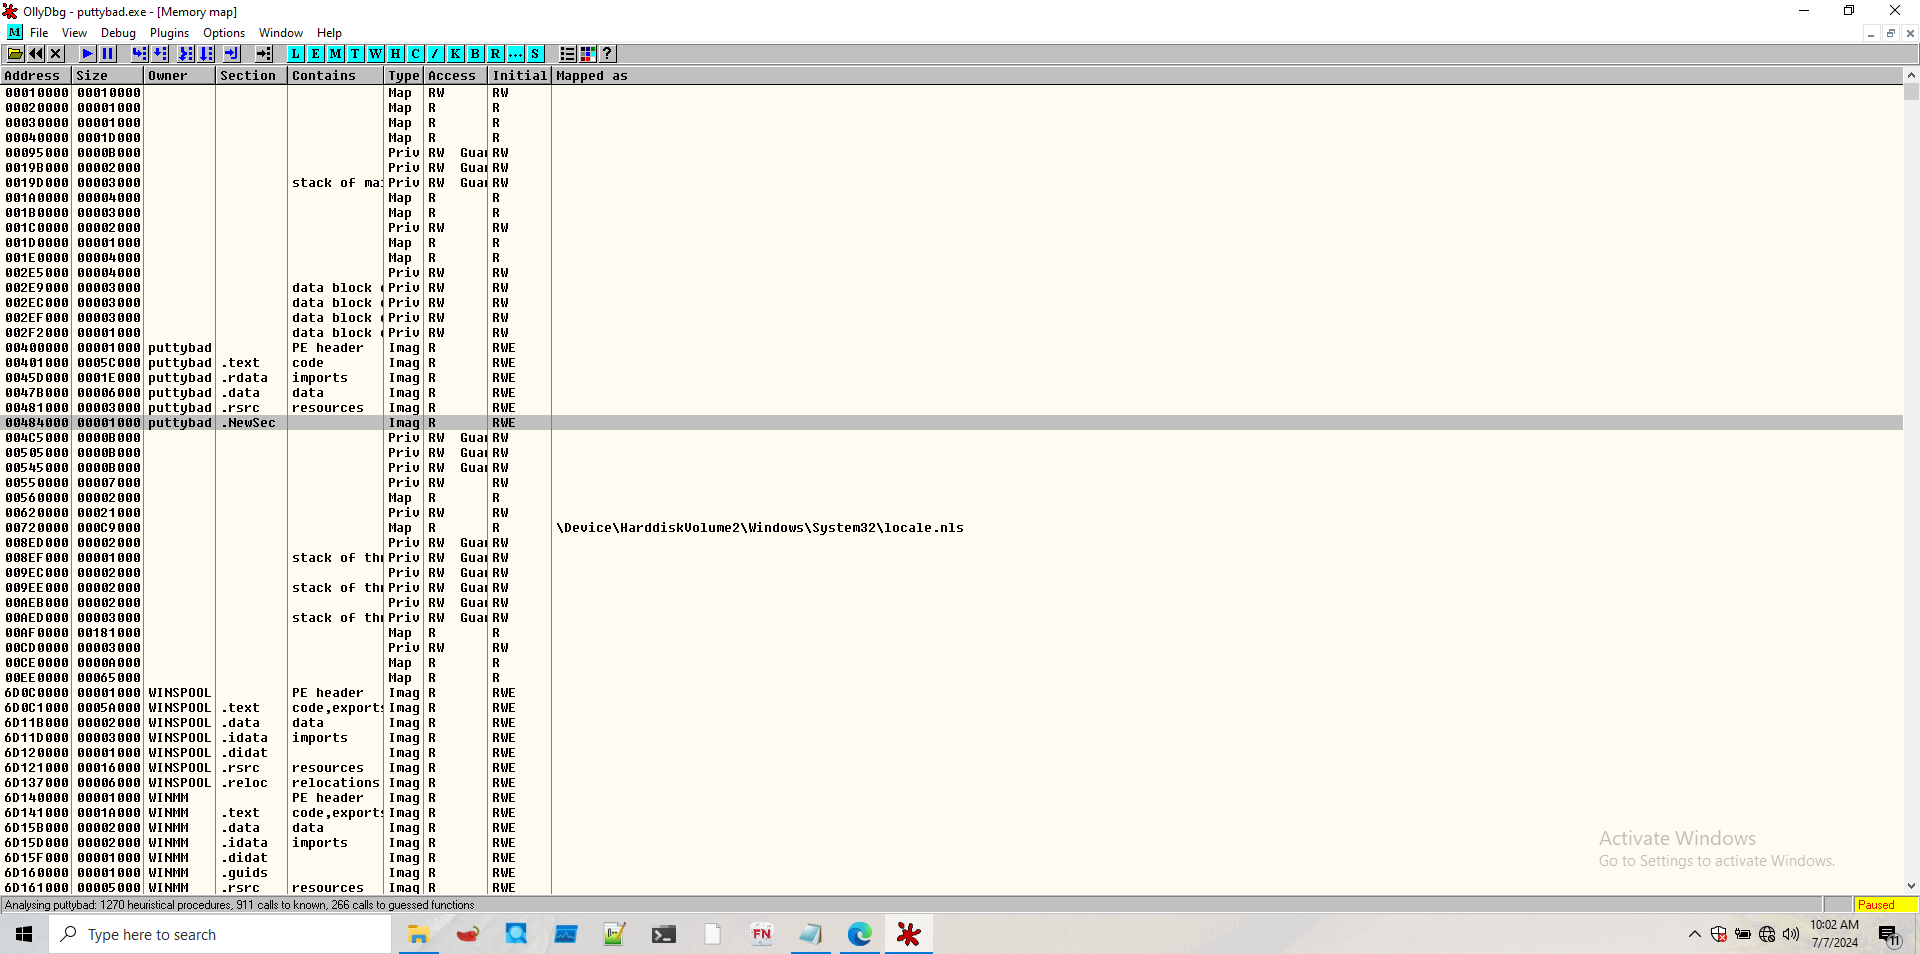 OllyDbg - puttybad.exe - [Memory map]
M File View Debug Plugins Options Window Help
L E M T W H C / K B R ... S ?
Address Size Owner Section Contains Type Access Initial Mapped as
00010000 00010000 Map RW RW
00020000 00001000 Map R R
00030000 00001000 Map R R
00040000 0001D000 Map R R
00095000 0000B000 Priv RW Guar RW
0019B000 00002000 Priv RW Guar RW
0019D000 00003000 stack of mai Priv RW Guar RW
001A0000 00004000 Map R R
001B0000 00003000 Map R R
001C0000 00002000 Priv RW RW
001D0000 00001000 Map R R
001E0000 00004000 Map R R
002E5000 00004000 Priv RW RW
002E9000 00003000 data block Priv RW RW
002EC000 00003000 data block Priv RW RW
002EF000 00003000 data block Priv RW RW
002F2000 00001000 data block Priv RW RW
00400000 00001000 puttybad PE header Imag R RWE
00401000 0005C000 puttybad .text code Imag R RWE
0045D000 0001E000 puttybad .rdata imports Imag R RWE
0047B000 00006000 puttybad .data data Imag R RWE
00481000 00003000 puttybad .rsrc resources Imag R RWE
00484000 00001000 puttybad .NewSec Imag R RWE
004C5000 0000B000 Priv RW Guar RW
00505000 0000B000 Priv RW Guar RW
00545000 0000B000 Priv RW Guar RW
00550000 00007000 Priv RW RW
00560000 00002000 Map R R
00620000 00021000 Priv RW RW
00720000 000C9000 Map R R \Device\HarddiskVolume2\Windows\System32\locale.nls
008ED000 00002000 Priv RW Guar RW
008EF000 00001000 stack of thr Priv RW Guar RW
009EC000 00002000 Priv RW Guar RW
009EE000 00002000 stack of thr Priv RW Guar RW
00AEB000 00002000 Priv RW Guar RW
00AED000 00003000 stack of thr Priv RW Guar RW
00AF0000 00181000 Map R R
00CD0000 00003000 Priv RW RW
00CE0000 0000A000 Map R R
00EE0000 00065000 Map R R
6D0C0000 00001000 WINSPOOL PE header Imag R RWE
6D0C1000 0005A000 WINSPOOL .text code,exports Imag R RWE
6D11B000 00002000 WINSPOOL .data data Imag R RWE
6D11D000 00003000 WINSPOOL .idata imports Imag R RWE
6D120000 00001000 WINSPOOL .didat Imag R RWE
6D121000 00016000 WINSPOOL .rsrc resources Imag R RWE
6D137000 00006000 WINSPOOL .reloc relocations Imag R RWE
6D140000 00001000 WINMM PE header Imag R RWE
6D141000 0001A000 WINMM .text code,exports Imag R RWE
6D15B000 00002000 WINMM .data data Imag R RWE
6D15D000 00002000 WINMM .idata imports Imag R RWE
6D15F000 00001000 WINMM .didat Imag R RWE
6D160000 00001000 WINMM .guids Imag R RWE
6D161000 00005000 WINMM .rsrc resources Imag R RWE
Activate Windows
Go to Settings to activate Windows.
Analysing puttybad: 1270 heuristical procedures, 911 calls to known, 266 calls to guessed functions
Paused
Type here to search
FN
10:02 AM
7/7/2024
11